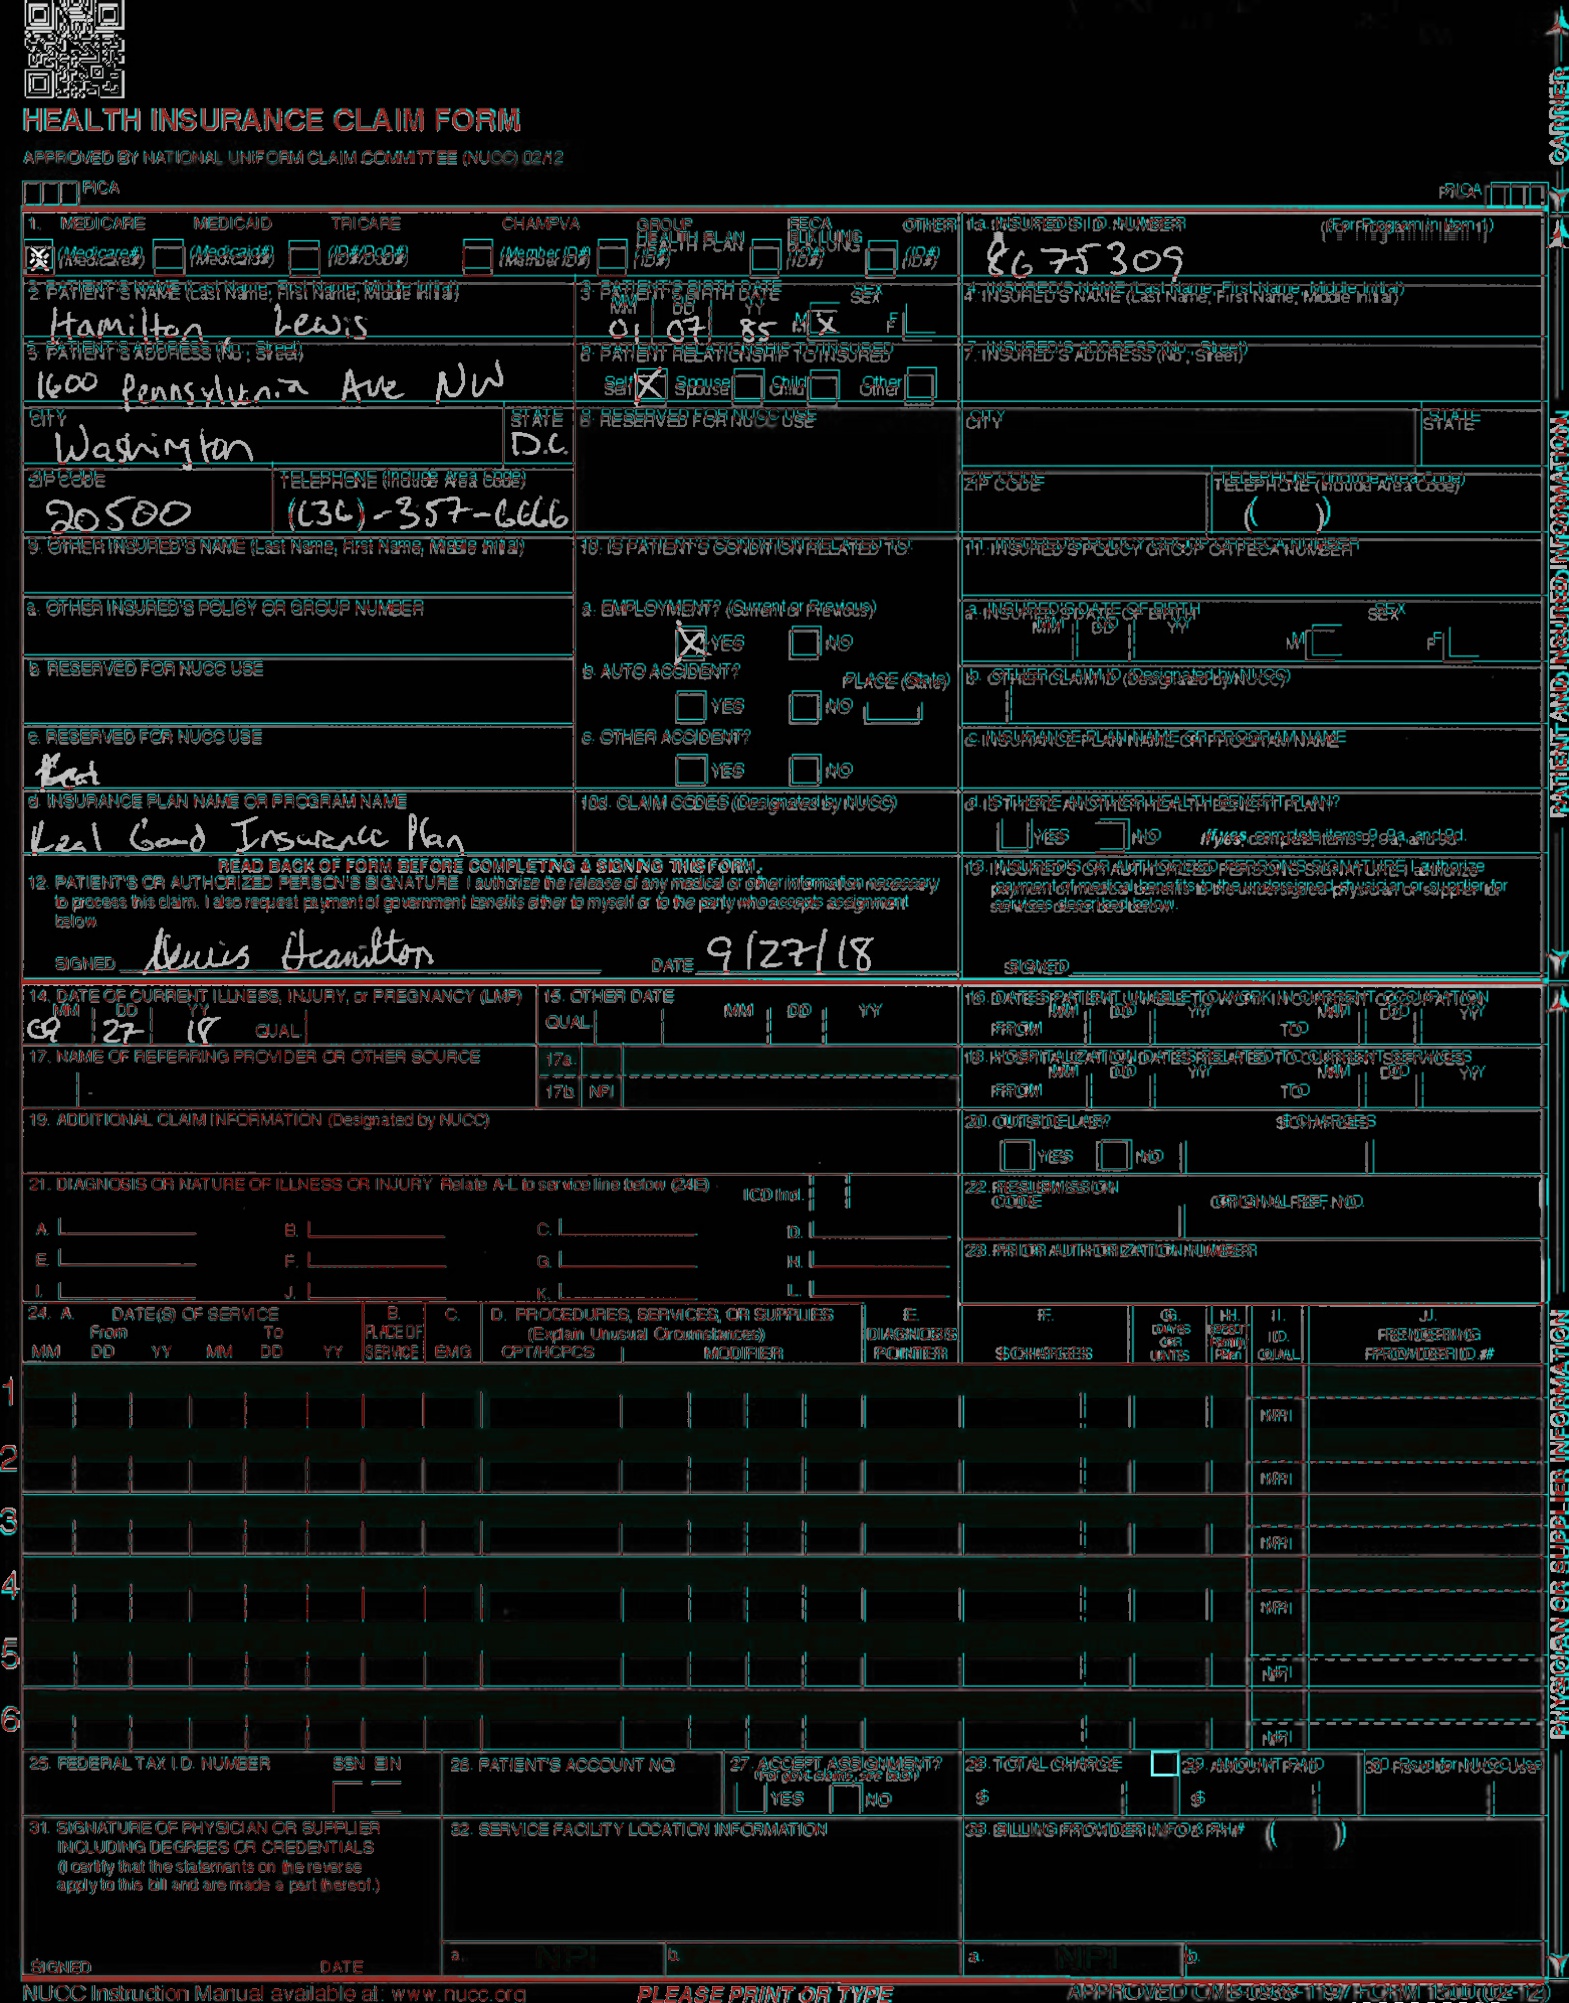 HEALTH INSURANCE CLAIM FORM
APPROVED BY NATIONAL UNIFORM CLAIM COMMITTEE (NUCC) 02/12
PICA PICA
1. MEDICARE MEDICAID TRICARE CHAMPVA GROUP HEALTH PLAN FECA BLK LUNG OTHER 1a. INSURED'S I.D. NUMBER (For Program in Item 1)
(Medicare#) (Medicaid#) (ID#/DoD#) (Member ID#) (ID#) (ID#) (ID#) 8675309
2. PATIENT'S NAME (Last Name, First Name, Middle Initial) 3. PATIENT'S BIRTH DATE SEX 4. INSURED'S NAME (Last Name, First Name, Middle Initial)
MM DD YY
Hamilton Lewis 01 07 85 M X F
5. PATIENT'S ADDRESS (No., Street) 6. PATIENT RELATIONSHIP TO INSURED 7. INSURED'S ADDRESS (No., Street)
1600 Pennsylvania Ave NW Self X Spouse Child Other
CITY STATE 8. RESERVED FOR NUCC USE CITY STATE
Washington D.C.
ZIP CODE TELEPHONE (Include Area Code) ZIP CODE TELEPHONE (Include Area Code)
20500 -357- ( )
9. OTHER INSURED'S NAME (Last Name, First Name, Middle Initial) 10. IS PATIENT'S CONDITION RELATED TO: 11. INSURED'S POLICY GROUP OR FECA NUMBER
a. OTHER INSURED'S POLICY OR GROUP NUMBER a. EMPLOYMENT? (Current or Previous) a. INSURED'S DATE OF BIRTH SEX
X YES NO MM DD YY M F
b. RESERVED FOR NUCC USE b. AUTO ACCIDENT? PLACE (State) b. OTHER CLAIM ID (Designated by NUCC)
YES NO
c. RESERVED FOR NUCC USE c. OTHER ACCIDENT? c. INSURANCE PLAN NAME OR PROGRAM NAME
YES NO
d. INSURANCE PLAN NAME OR PROGRAM NAME 10d. CLAIM CODES (Designated by NUCC) d. IS THERE ANOTHER HEALTH BENEFIT PLAN?
Real Good Insurance Plan YES NO If yes, complete items 9, 9a, and 9d.
READ BACK OF FORM BEFORE COMPLETING & SIGNING THIS FORM.
12. PATIENT'S OR AUTHORIZED PERSON'S SIGNATURE I authorize the release of any medical or other information necessary
to process this claim. I also request payment of government benefits either to myself or to the party who accepts assignment
below.
SIGNED Hamilton DATE 9/27/18
13. INSURED'S OR AUTHORIZED PERSON'S SIGNATURE I authorize
payment of medical benefits to the undersigned physician or supplier for
services described below.
SIGNED
14. DATE OF CURRENT ILLNESS, INJURY, or PREGNANCY (LMP) 15. OTHER DATE MM DD YY 16. DATES PATIENT UNABLE TO WORK IN CURRENT OCCUPATION
MM DD YY QUAL. MM DD YY MM DD YY
09 27 18 QUAL. FROM TO
17. NAME OF REFERRING PROVIDER OR OTHER SOURCE 17a. 18. HOSPITALIZATION DATES RELATED TO CURRENT SERVICES
MM DD YY MM DD YY
17b. NPI FROM TO
19. ADDITIONAL CLAIM INFORMATION (Designated by NUCC) 20. OUTSIDE LAB? $ CHARGES
YES NO
21. DIAGNOSIS OR NATURE OF ILLNESS OR INJURY Relate A-L to service line below (24E) ICD Ind. 22. RESUBMISSION CODE ORIGINAL REF. NO.
A. B. C. D.
E. F. G. H. 23. PRIOR AUTHORIZATION NUMBER
I. J. K. L.
24. A. DATE(S) OF SERVICE B. C. D. PROCEDURES, SERVICES, OR SUPPLIES E. F. G. H. I. J.
From To PLACE OF (Explain Unusual Circumstances) DIAGNOSIS DAYS OR ID. RENDERING
MM DD YY MM DD YY SERVICE EMG CPT/HCPCS MODIFIER POINTER $ CHARGES UNITS QUAL. PROVIDER ID. #
1 NPI
2 NPI
3 NPI
4 NPI
5 NPI
6 NPI
25. FEDERAL TAX I.D. NUMBER SSN EIN 26. PATIENT'S ACCOUNT NO. 27. ACCEPT ASSIGNMENT? 28. TOTAL CHARGE 29. AMOUNT PAID 30. Rsvd for NUCC Use
YES NO $ $
31. SIGNATURE OF PHYSICIAN OR SUPPLIER
INCLUDING DEGREES OR CREDENTIALS
(I certify that the statements on the reverse
apply to this bill and are made a part thereof.)
SIGNED DATE
32. SERVICE FACILITY LOCATION INFORMATION
a. NPI b.
33. BILLING PROVIDER INFO & PH # ( )
a. NPI b.
NUCC Instruction Manual available at: www.nucc.org PLEASE PRINT OR TYPE APPROVED OMB-0938-1197 FORM 1500 (02-12)
CARRIER
PATIENT AND INSURED INFORMATION
PHYSICIAN OR SUPPLIER INFORMATION